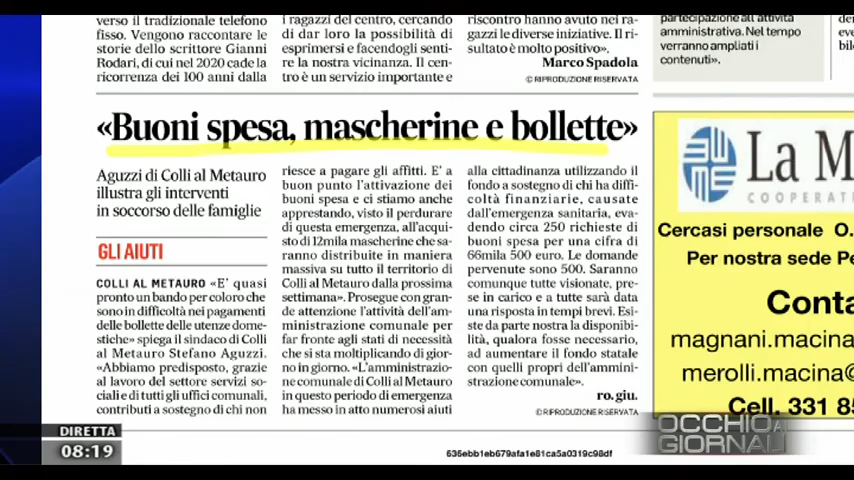 verso il tradizionale telefono
fisso. Vengono raccontate le
storie dello scrittore Gianni
Rodari, di cui nel 2020 cade la
ricorrenza dei 100 anni dalla
i ragazzi del centro, cercando
di dar loro la possibilità di
esprimersi e facendogli senti-
re la nostra vicinanza. Il cen-
tro è un servizio importante e
riscontro hanno avuto nei ra-
gazzi le diverse iniziative. Il ri-
sultato è molto positivo».
Marco Spadola
© RIPRODUZIONE RISERVATA
partecipazione all'attività
amministrativa. Nel tempo
verranno ampliati i
contenuti».
«Buoni spesa, mascherine e bollette»
Aguzzi di Colli al Metauro
illustra gli interventi
in soccorso delle famiglie
GLI AIUTI
COLLI AL METAURO «E' quasi
pronto un bando per coloro che
sono in difficoltà nei pagamenti
delle bollette delle utenze dome-
stiche» spiega il sindaco di Colli
al Metauro Stefano Aguzzi.
«Abbiamo predisposto, grazie
al lavoro del settore servizi so-
ciali e di tutti gli uffici comunali,
contributi a sostegno di chi non
riesce a pagare gli affitti. E' a
buon punto l'attivazione dei
buoni spesa e ci stiamo anche
apprestando, visto il perdurare
di questa emergenza, all'acqui-
sto di 12mila mascherine che sa-
ranno distribuite in maniera
massiva su tutto il territorio di
Colli al Metauro dalla prossima
settimana». Prosegue con gran-
de attenzione l'attività dell'am-
ministrazione comunale per
far fronte agli stati di necessità
che si sta moltiplicando di gior-
no in giorno. «L'amministrazio-
ne comunale di Colli al Metauro
in questo periodo di emergenza
ha messo in atto numerosi aiuti
alla cittadinanza utilizzando il
fondo a sostegno di chi ha diffi-
coltà finanziarie, causate
dall'emergenza sanitaria, eva-
dendo circa 250 richieste di
buoni spesa per una cifra di
66mila 500 euro. Le domande
pervenute sono 500. Saranno
comunque tutte visionate, pre-
se in carico e a tutte sarà data
una risposta in tempi brevi. Esi-
ste da parte nostra la disponibi-
lità, qualora fosse necessario,
ad aumentare il fondo statale
con quelli propri dell'ammini-
strazione comunale».
ro. giu.
© RIPRODUZIONE RISERVATA
La M
COOPERATI
Cercasi personale O.
Per nostra sede Pe
Conta
magnani.macina
merolli.macina@
Cell. 331 85
OCCHIO AI
GIORNALI
DIRETTA
08:19
636ebb1eb679afa1e81ca5a0319c98df